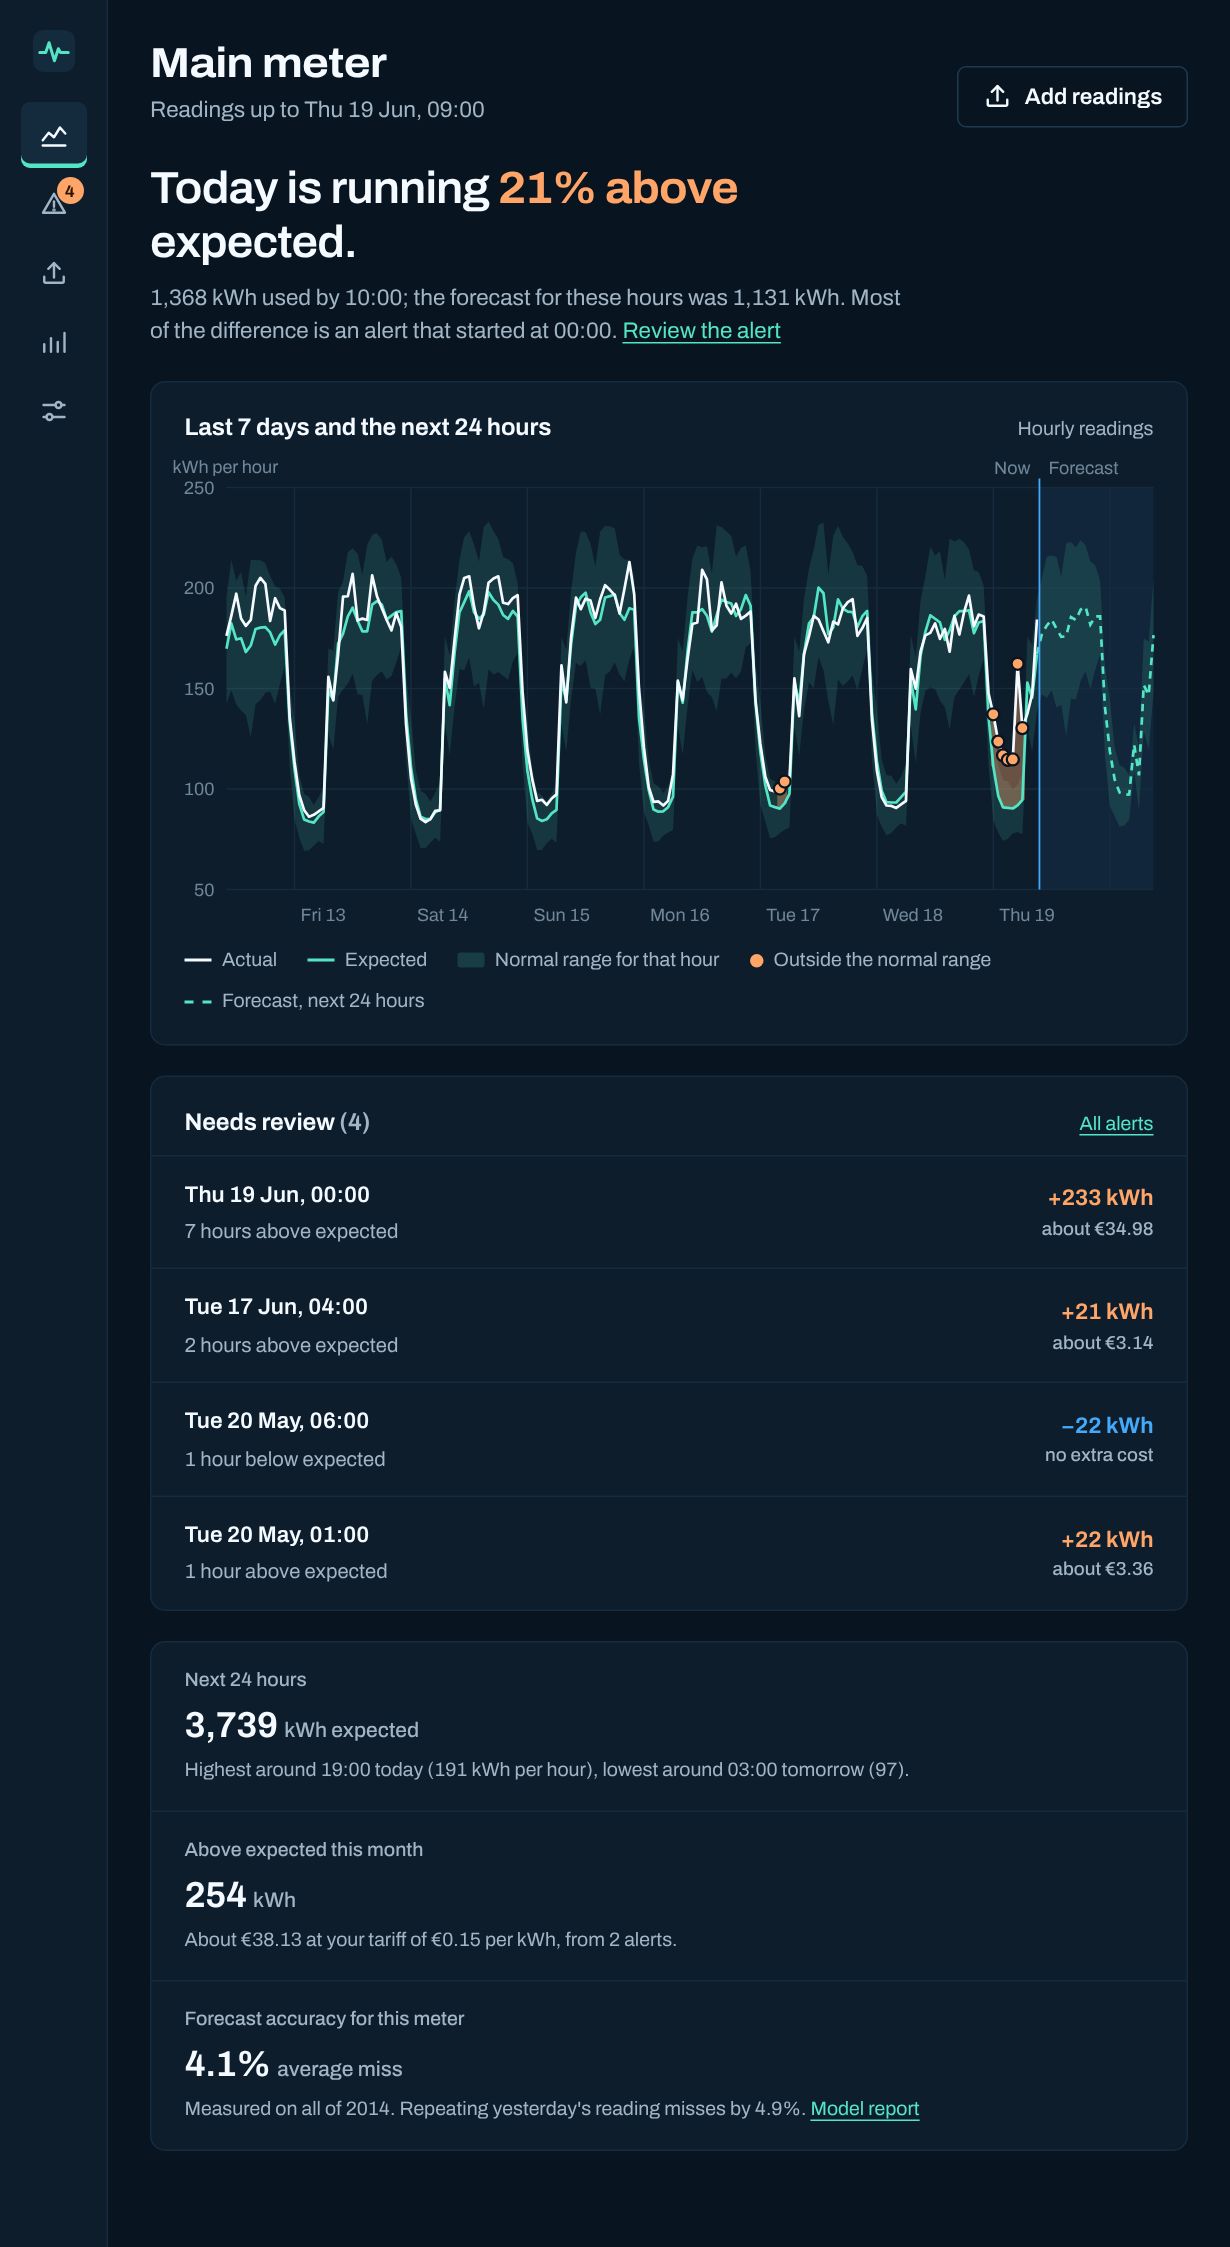 Main meter
Readings up to Thu 19 Jun, 09:00
Add readings
4
Today is running 21% above
expected.
1,368 kWh used by 10:00; the forecast for these hours was 1,131 kWh. Most
of the difference is an alert that started at 00:00. Review the alert
Last 7 days and the next 24 hours
Hourly readings
kWh per hour
Now
Forecast
250
200
150
100
50
Fri 13
Sat 14
Sun 15
Mon 16
Tue 17
Wed 18
Thu 19
Actual
Expected
Normal range for that hour
Outside the normal range
Forecast, next 24 hours
Needs review (4)
All alerts
Thu 19 Jun, 00:00
+233 kWh
7 hours above expected
about €34.98
Tue 17 Jun, 04:00
+21 kWh
2 hours above expected
about €3.14
Tue 20 May, 06:00
−22 kWh
1 hour below expected
no extra cost
Tue 20 May, 01:00
+22 kWh
1 hour above expected
about €3.36
Next 24 hours
3,739 kWh expected
Highest around 19:00 today (191 kWh per hour), lowest around 03:00 tomorrow (97).
Above expected this month
254 kWh
About €38.13 at your tariff of €0.15 per kWh, from 2 alerts.
Forecast accuracy for this meter
4.1% average miss
Measured on all of 2014. Repeating yesterday's reading misses by 4.9%. Model report